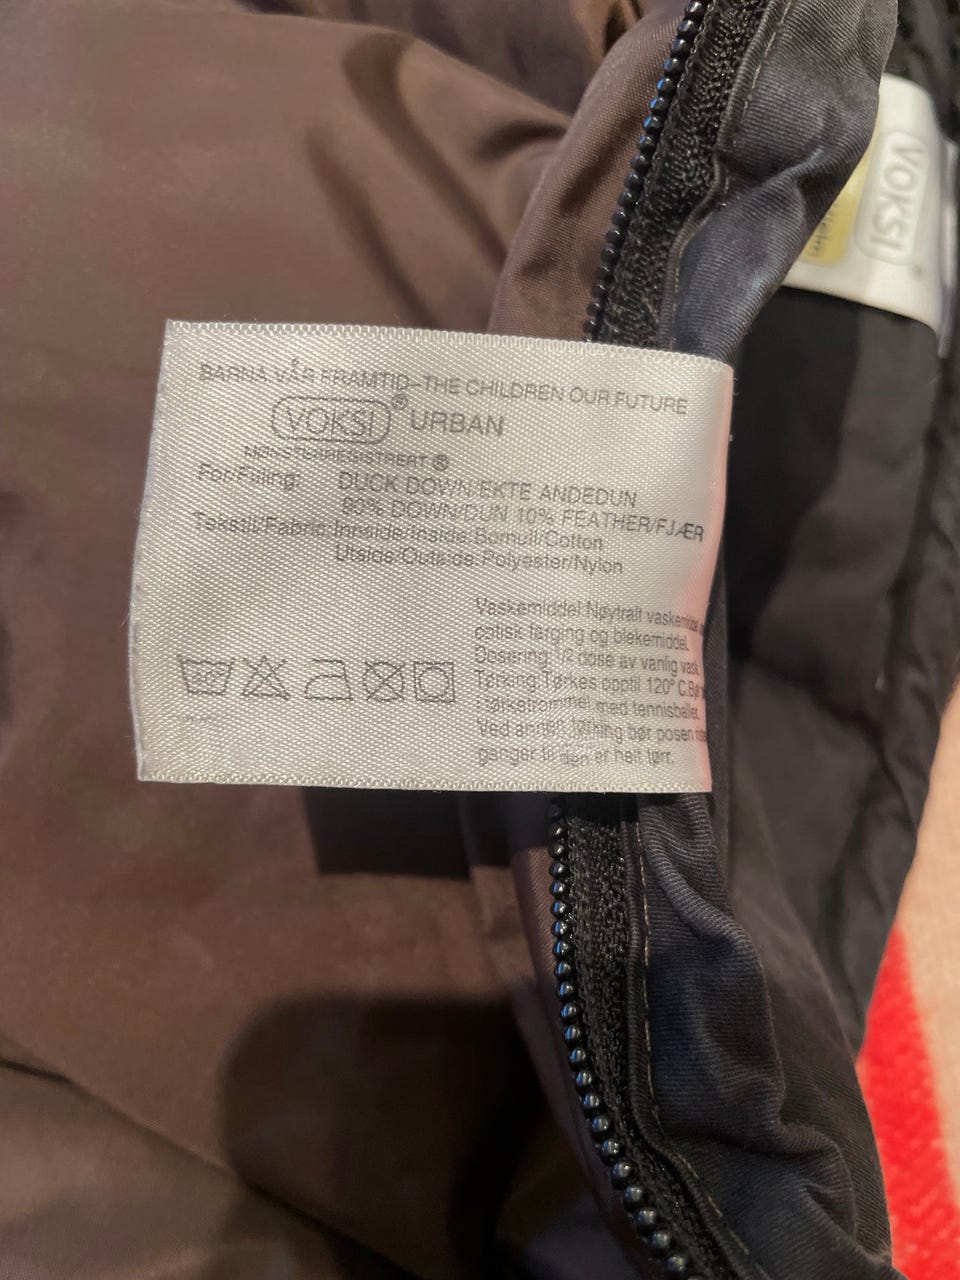 BARNA VÅR FRAMTID-THE CHILDREN OUR FUTURE
VOKSI® URBAN
MØNSTERREGISTRERT ®
For/Filling: DUCK DOWN/EKTE ANDEDUN
90% DOWN/DUN 10% FEATHER/FJÆR
Tekstil/Fabric: Innside/Inside: Bomull/Cotton
Utside/Outside: Polyester/Nylon
Vaskemiddel Nøytralt vaskemiddel
optisk farging og blekemiddel.
Dosering: 1/2 dose av vanlig vask.
Tørking: Tørkes opptil 120° C.
i tørketrommel med tennisballer.
Ved annen tørking bør posen
ganger til dun er helt tørr.
60°
VOKSI®